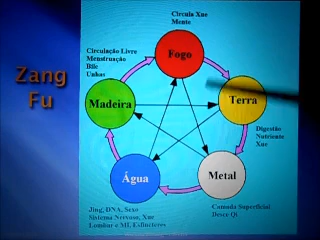 Zang
Fu
Circula Xue
Mente
Circulação Livre
Menstruação
Bile
Unhas
Fogo
Madeira
Terra
Digestão
Nutriente
Xue
Água
Metal
Camada Superficial
Desce Qi
Jing, DNA, Sexo
Sistema Nervoso, Xue
Lombar e MI, Esfincteres